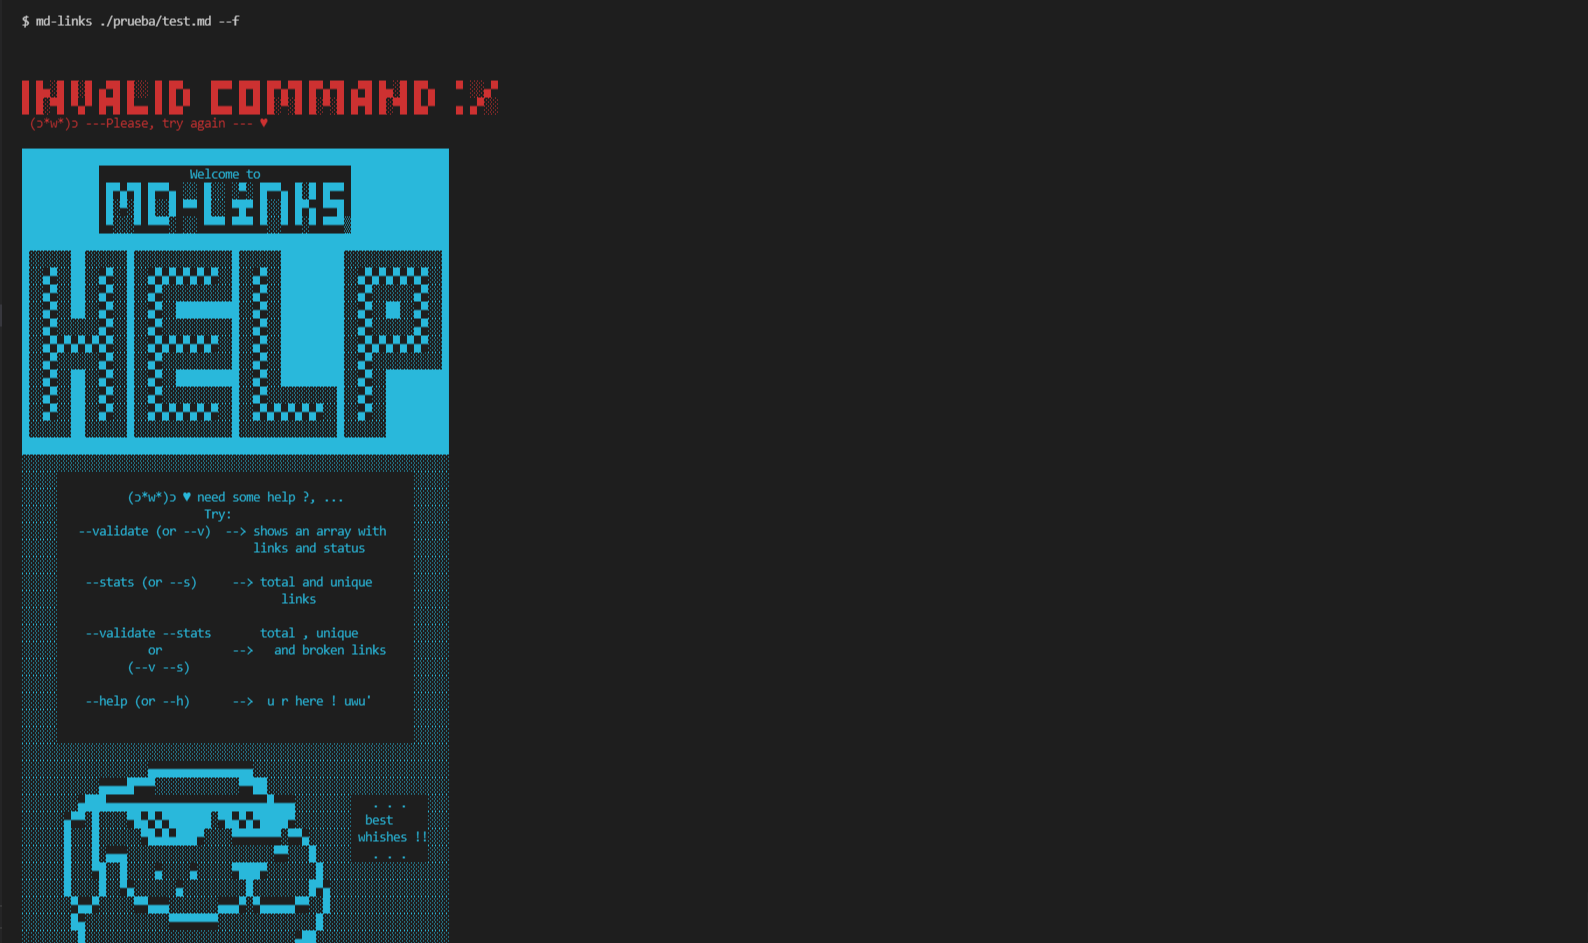 $ md-links ./prueba/test.md --f
INVALID COMMAND :/
(ɔ*w*)ɔ ---Please, try again --- ♥
Welcome to
MD-LINKS
HELP
(ɔ*w*)ɔ ♥ need some help ?, ...
Try:
--validate (or --v)  --> shows an array with
links and status
--stats (or --s)     --> total and unique
links
--validate --stats       total , unique
or          -->   and broken links
(--v --s)
--help (or --h)      -->  u r here ! uwu'
. . .
best
whishes !!
. . .